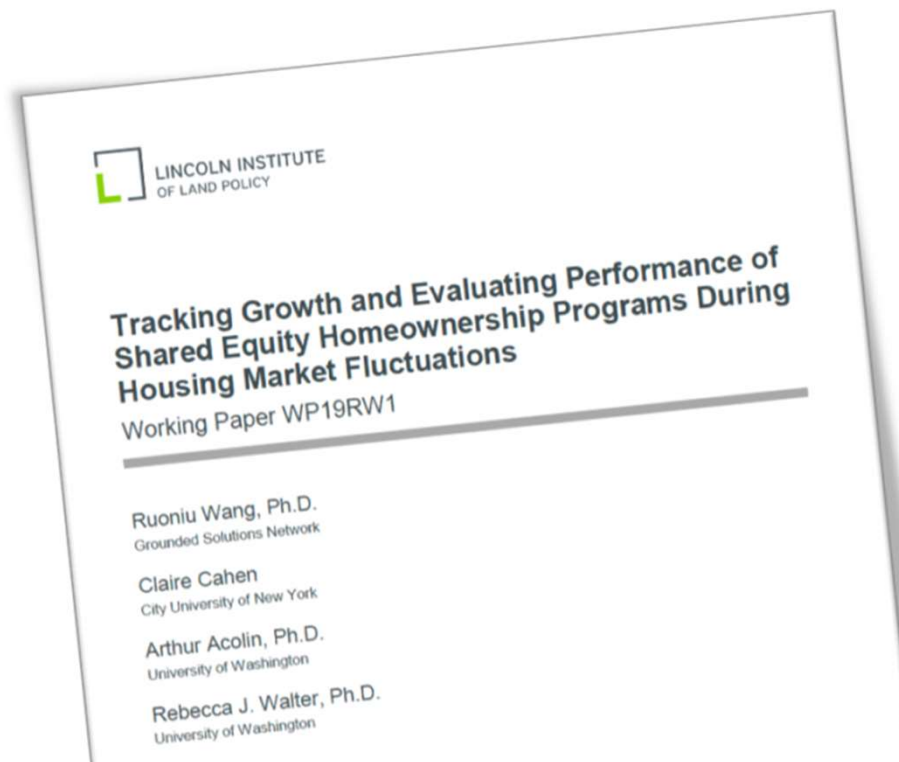 LINCOLN INSTITUTE
OF LAND POLICY
Tracking Growth and Evaluating Performance of
Shared Equity Homeownership Programs During
Housing Market Fluctuations
Working Paper WP19RW1
Ruoniu Wang, Ph.D.
Grounded Solutions Network
Claire Cahen
City University of New York
Arthur Acolin, Ph.D.
University of Washington
Rebecca J. Walter, Ph.D.
University of Washington